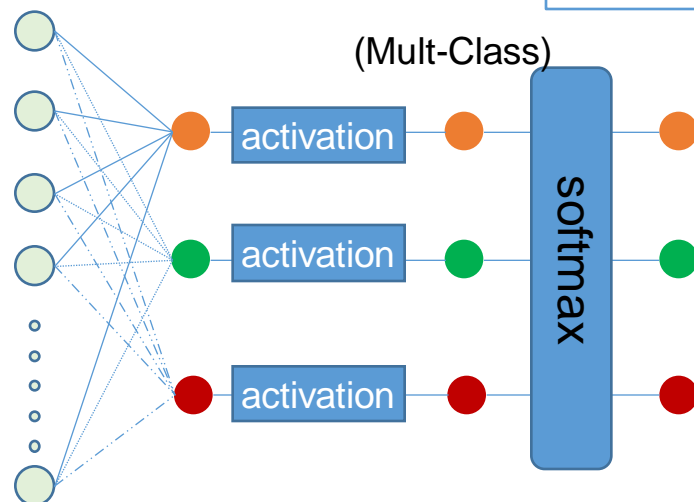 (Mult-Class)
activation
activation
activation
softmax